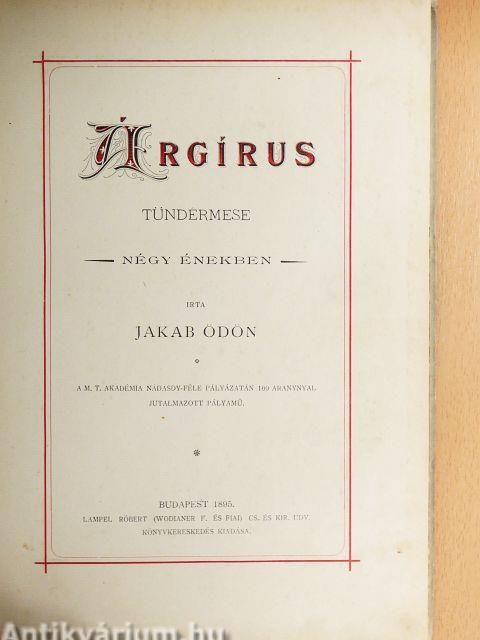 ÁRGÍRUS
TÜNDÉRMESE
NÉGY ÉNEKBEN
IRTA
JAKAB ÖDÖN
A M. T. AKADÉMIA NÁDASDY-FÉLE PÁLYÁZATÁN 100 ARANYNYAL
JUTALMAZOTT PÁLYAMŰ.
BUDAPEST 1895.
LAMPEL RÓBERT (WODIANER F. ÉS FIAI) CS. ÉS KIR. UDV.
KÖNYVKERESKEDÉS KIADÁSA.
Antikvárium.hu